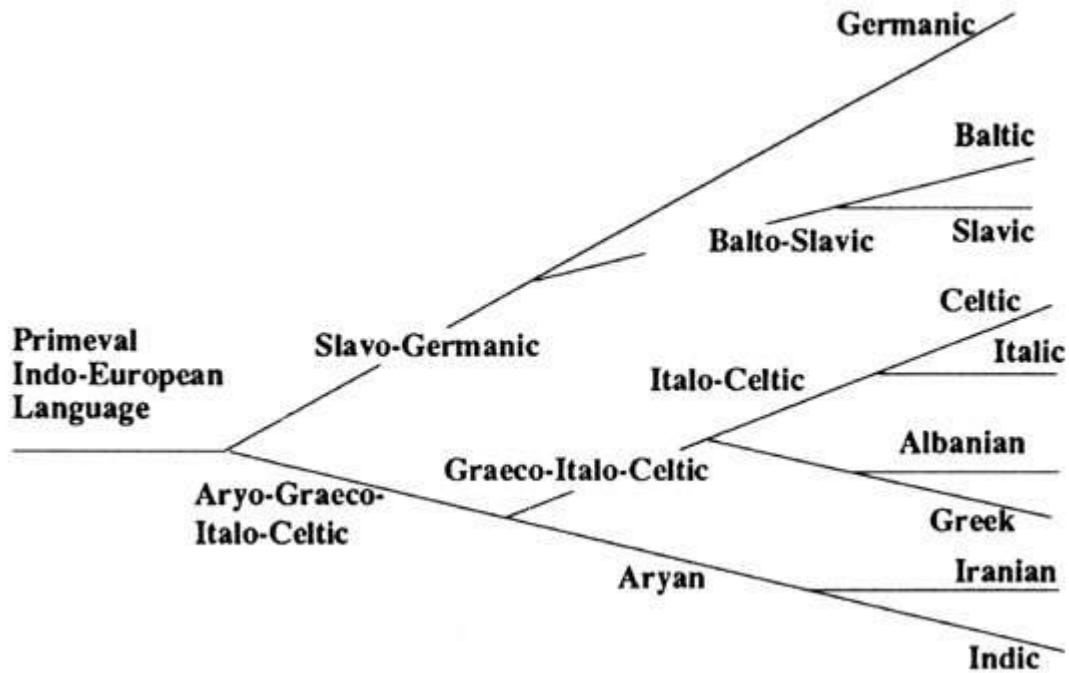 Germanic
Baltic
Balto-Slavic
Slavic
Celtic
Primeval
Indo-European
Language
Slavo-Germanic
Italo-Celtic
Italic
Albanian
Graeco-Italo-Celtic
Aryo-Graeco-
Italo-Celtic
Greek
Aryan
Iranian
Indic